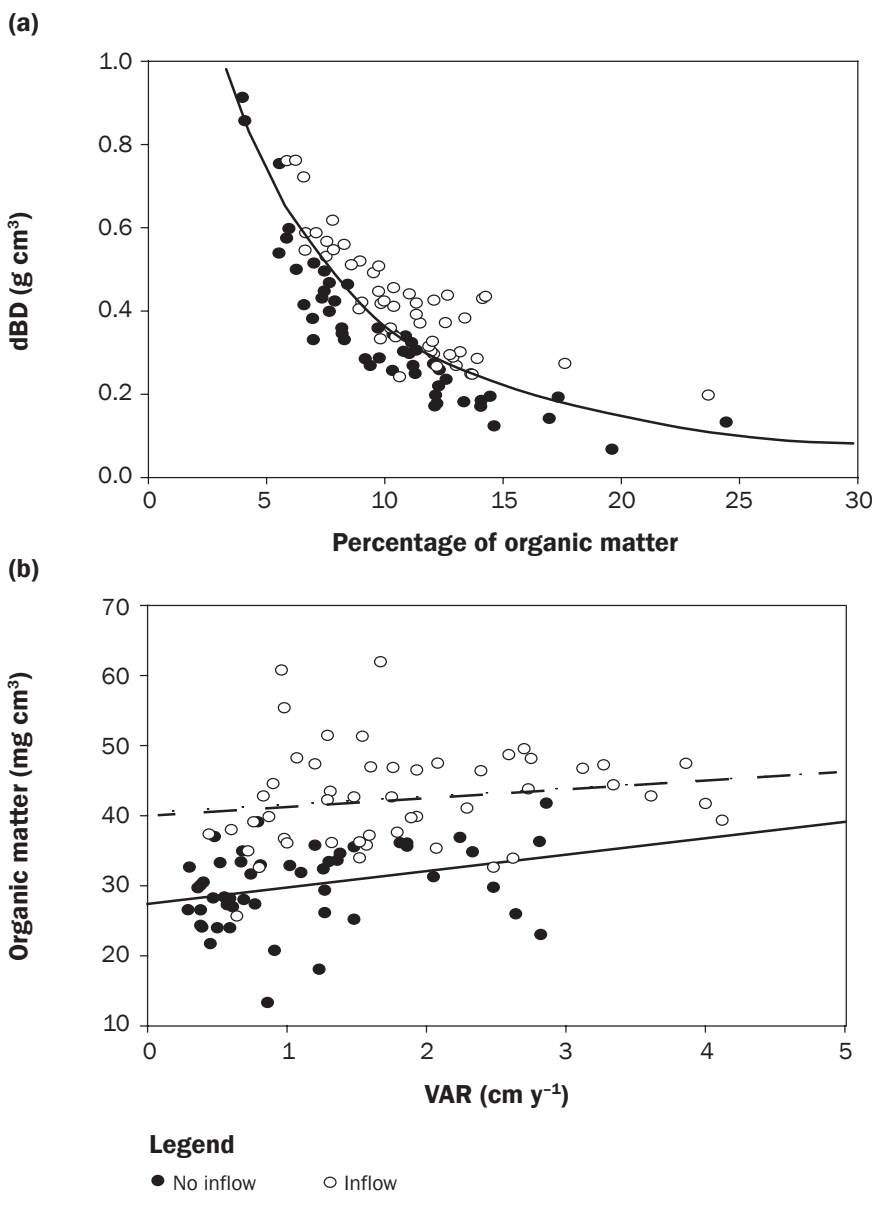 (a)
1.0
0.8
0.6
0.4
0.2
0.0
dBD (g cm³)
0 5 10 15 20 25 30
Percentage of organic matter
(b)
70
60
50
40
30
20
10
Organic matter (mg cm³)
0 1 2 3 4 5
VAR (cm y⁻¹)
Legend
No inflow Inflow